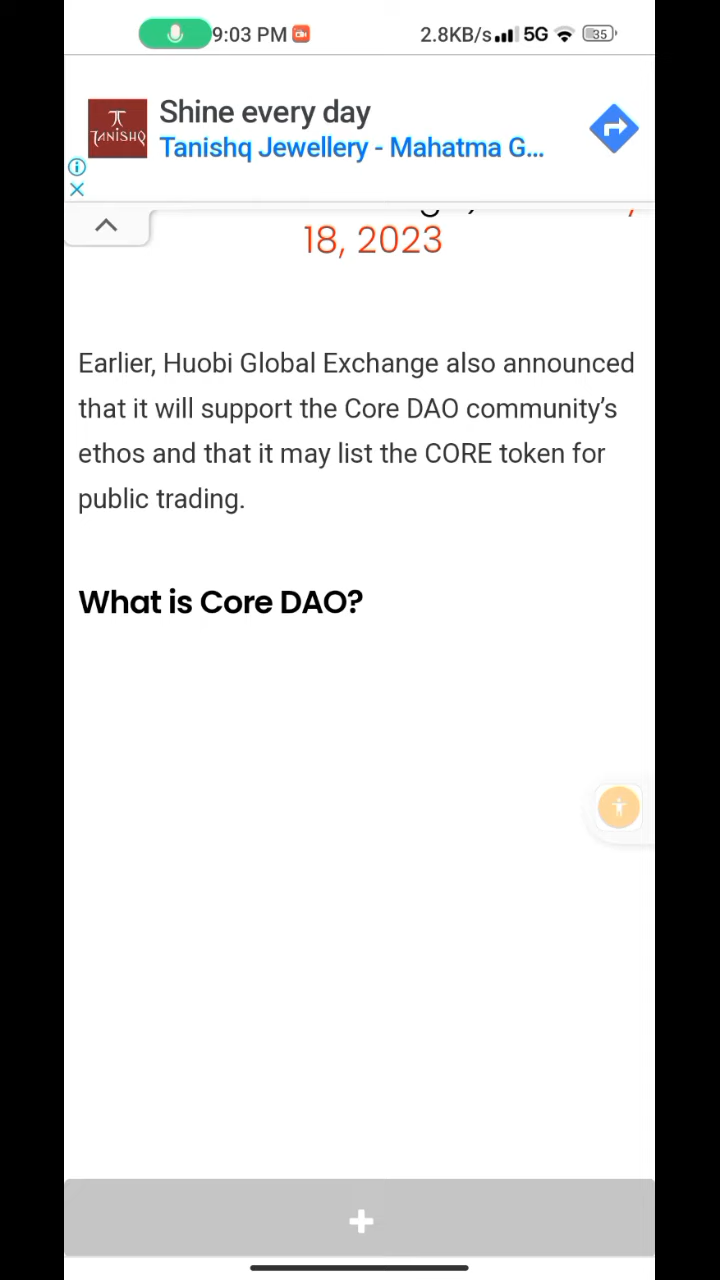 9:03 PM 2.8KB/s 5G 35
TANISHQ
Shine every day
Tanishq Jewellery - Mahatma G...
18, 2023
Earlier, Huobi Global Exchange also announced
that it will support the Core DAO community's
ethos and that it may list the CORE token for
public trading.
What is Core DAO?